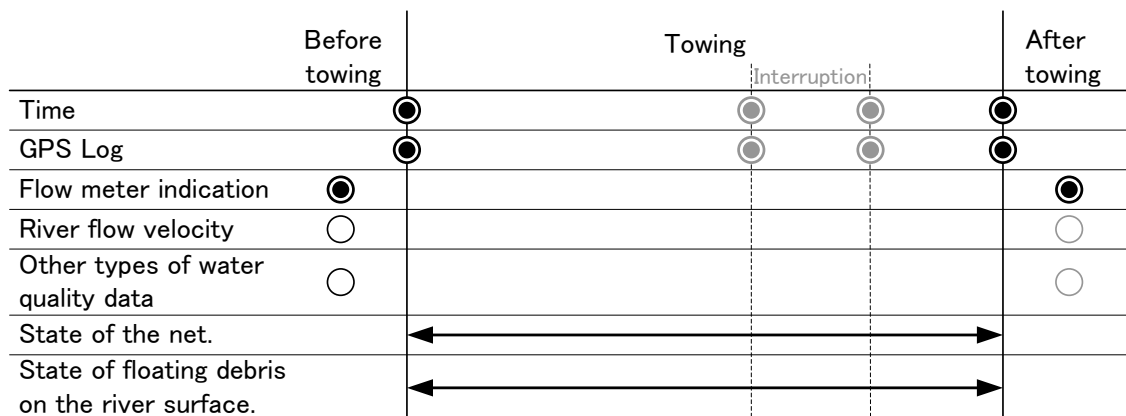 Before
towing
Towing
After
towing
Interruption
Time
GPS Log
Flow meter indication
River flow velocity
Other types of water
quality data
State of the net.
State of floating debris
on the river surface.